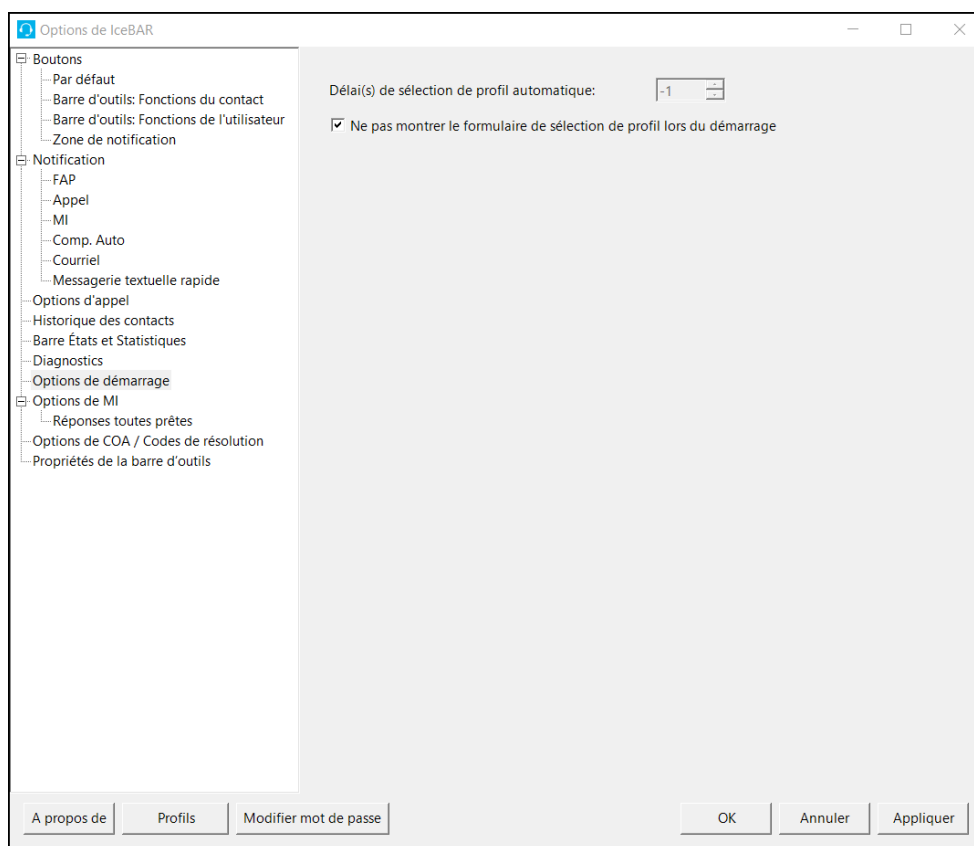 Options de IceBAR
Boutons
Par défaut
Barre d'outils: Fonctions du contact
Barre d'outils: Fonctions de l'utilisateur
Zone de notification
Notification
FAP
Appel
MI
Comp. Auto
Courriel
Messagerie textuelle rapide
Options d'appel
Historique des contacts
Barre États et Statistiques
Diagnostics
Options de démarrage
Options de MI
Réponses toutes prêtes
Options de COA / Codes de résolution
Propriétés de la barre d'outils
Délai(s) de sélection de profil automatique: -1
Ne pas montrer le formulaire de sélection de profil lors du démarrage
A propos de Profils Modifier mot de passe OK Annuler Appliquer